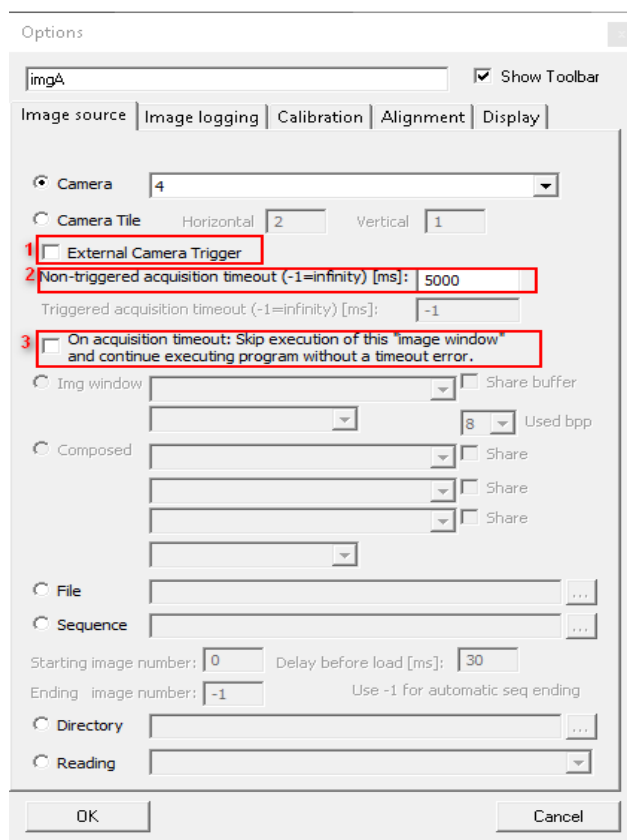 Options
imgA
Show Toolbar
Image source Image logging Calibration Alignment Display
Camera 4
Camera Tile Horizontal 2 Vertical 1
1 External Camera Trigger
2 Non-triggered acquisition timeout (-1=infinity) [ms]: 5000
Triggered acquisition timeout (-1=infinity) [ms]: -1
3 On acquisition timeout: Skip execution of this "image window"
and continue executing program without a timeout error.
Img window Share buffer
8 Used bpp
Composed Share
Share
Share
File ...
Sequence ...
Starting image number: 0 Delay before load [ms]: 30
Ending image number: -1 Use -1 for automatic seq ending
Directory ...
Reading
OK Cancel